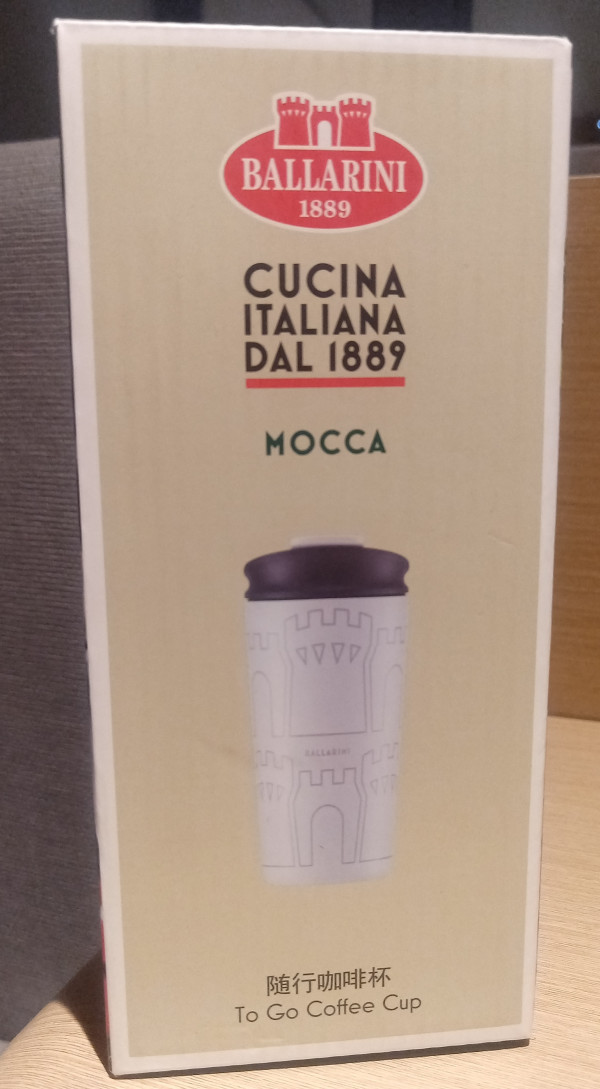 BALLARINI
1889
CUCINA
ITALIANA
DAL 1889
MOCCA
BALLARINI
随行咖啡杯
To Go Coffee Cup